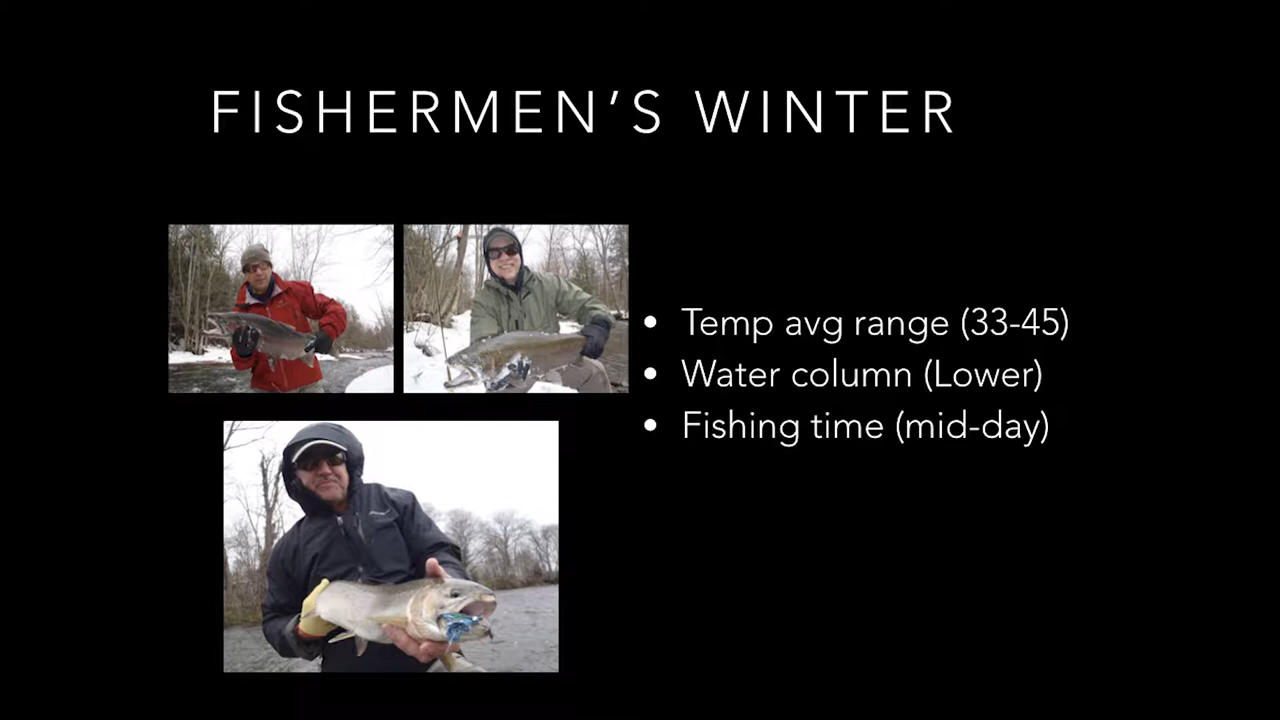 FISHERMEN’S WINTER
• Temp avg range (33-45)
• Water column (Lower)
• Fishing time (mid-day)